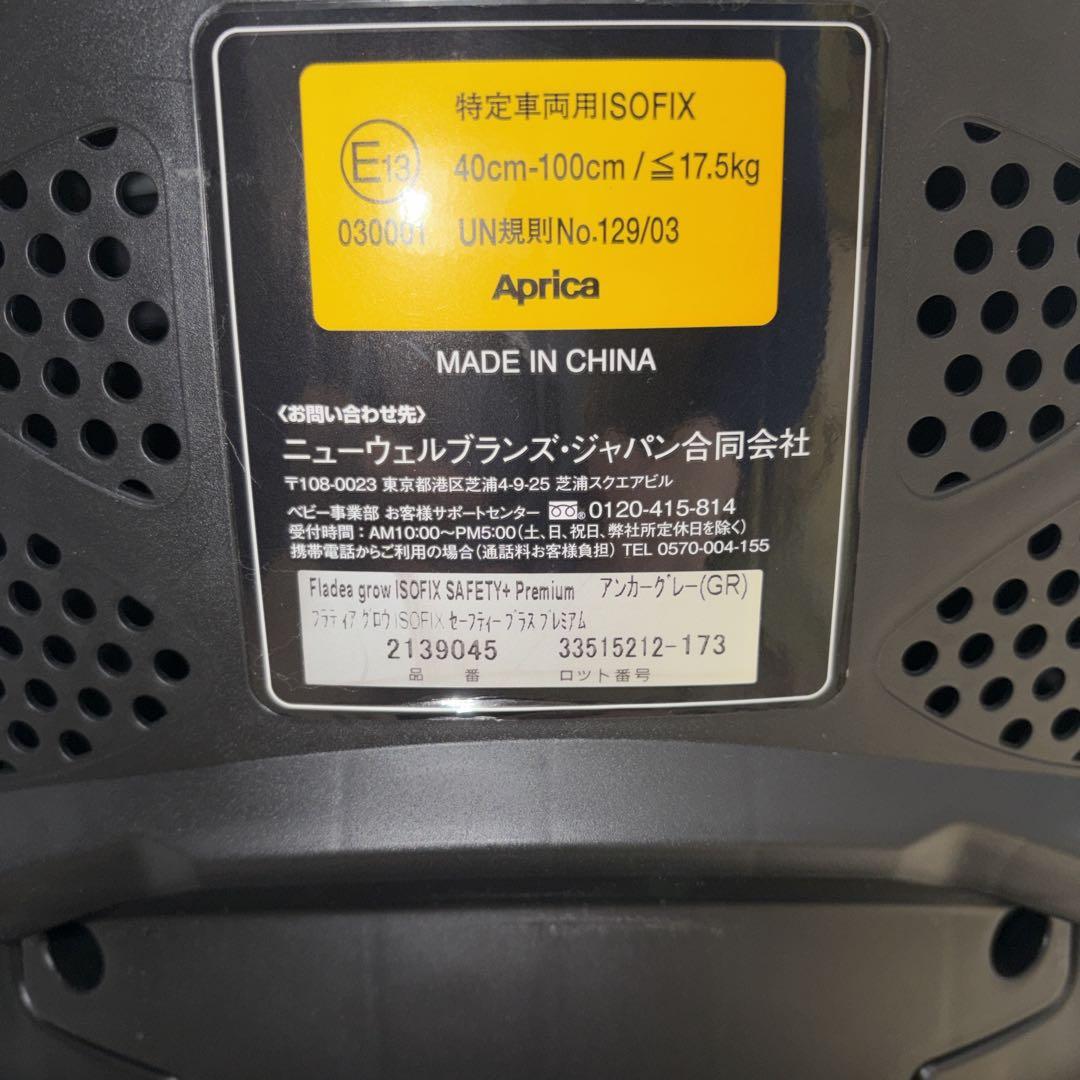 特定車両用ISOFIX
E13 40cm-100cm / ≦17.5kg
030001 UN規則No.129/03
Aprica
MADE IN CHINA
〈お問い合わせ先〉
ニューウェルブランズ・ジャパン合同会社
〒108-0023 東京都港区芝浦4-9-25 芝浦スクエアビル
ベビー事業部 お客様サポートセンター 0120-415-814
受付時間：AM10:00〜PM5:00（土、日、祝日、弊社所定休日を除く）
携帯電話からご利用の場合（通話料お客様負担） TEL 0570-004-155
Fladea grow ISOFIX SAFETY+ Premium アンカーグレー(GR)
フラディア グロウ ISOFIX セーフティー プラス プレミアム
2139045 33515212-173
品 番 ロット番号